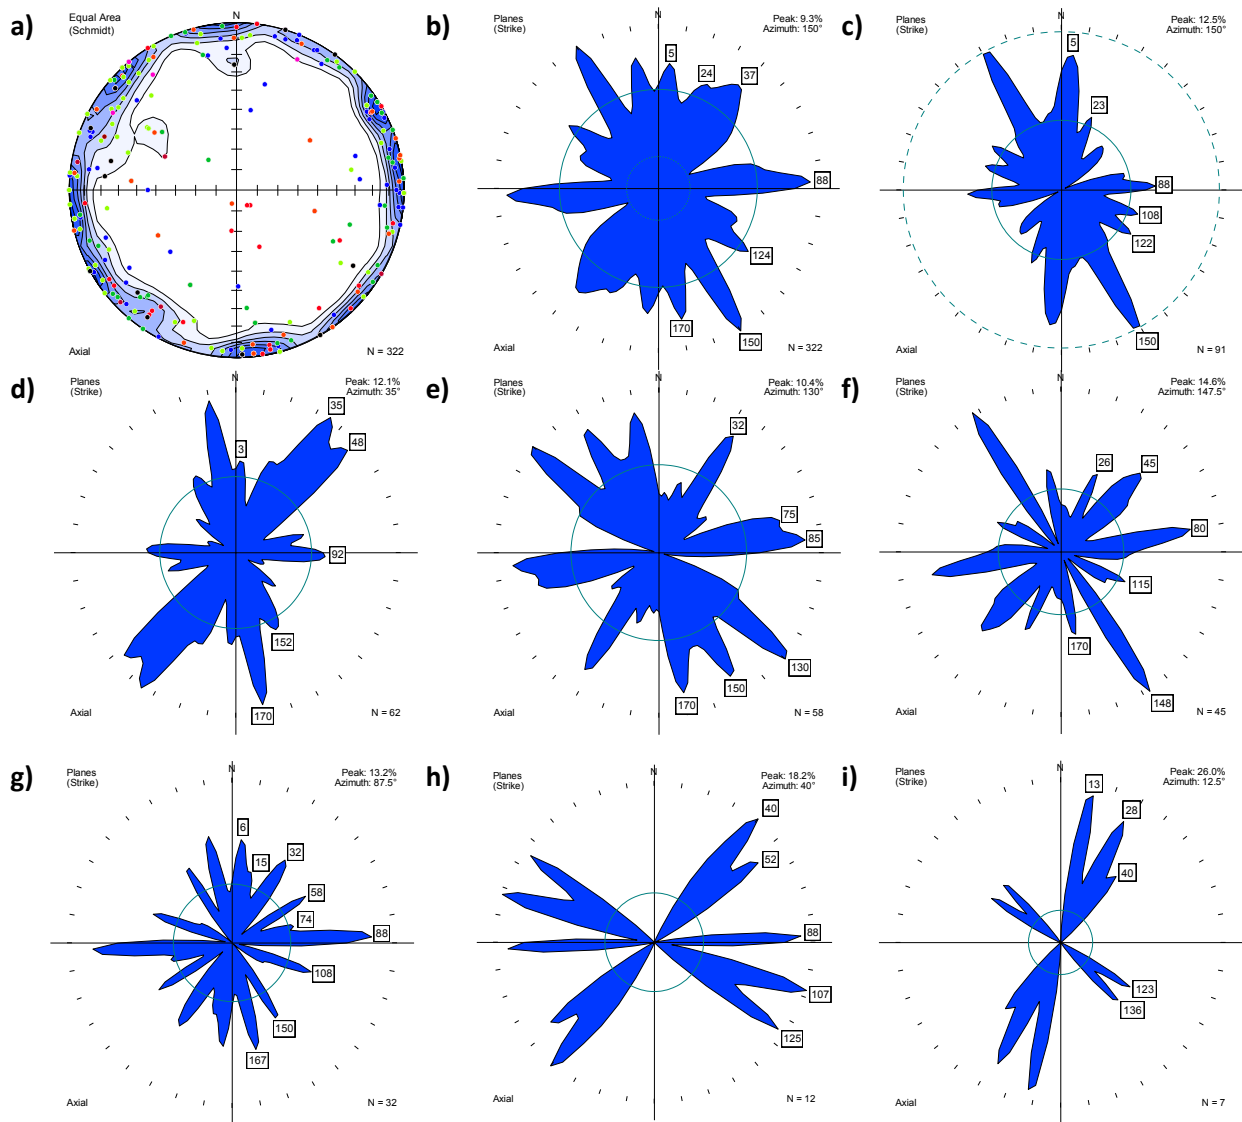 a)
Equal Area
(Schmidt)
N
Axial
N = 322
b)
Planes
(Strike)
Peak: 9.3%
Azimuth: 150°
5
24
37
88
124
150
170
Axial
N = 322
c)
Planes
(Strike)
Peak: 12.5%
Azimuth: 150°
N
5
23
88
108
122
150
Axial
N = 91
d)
Planes
(Strike)
N
Peak: 12.1%
Azimuth: 35°
35
48
3
92
152
170
Axial
N = 62
e)
Planes
(Strike)
N
Peak: 10.4%
Azimuth: 130°
32
75
85
130
150
170
Axial
N = 58
f)
Planes
(Strike)
N
Peak: 14.6%
Azimuth: 147.5°
26
45
80
115
170
148
Axial
N = 45
g)
Planes
(Strike)
N
Peak: 13.2%
Azimuth: 87.5°
6
15
32
58
74
88
108
150
167
Axial
N = 32
h)
Planes
(Strike)
N
Peak: 18.2%
Azimuth: 40°
40
52
88
107
125
Axial
N = 12
i)
Planes
(Strike)
N
Peak: 26.0%
Azimuth: 12.5°
13
28
40
123
136
Axial
N = 7